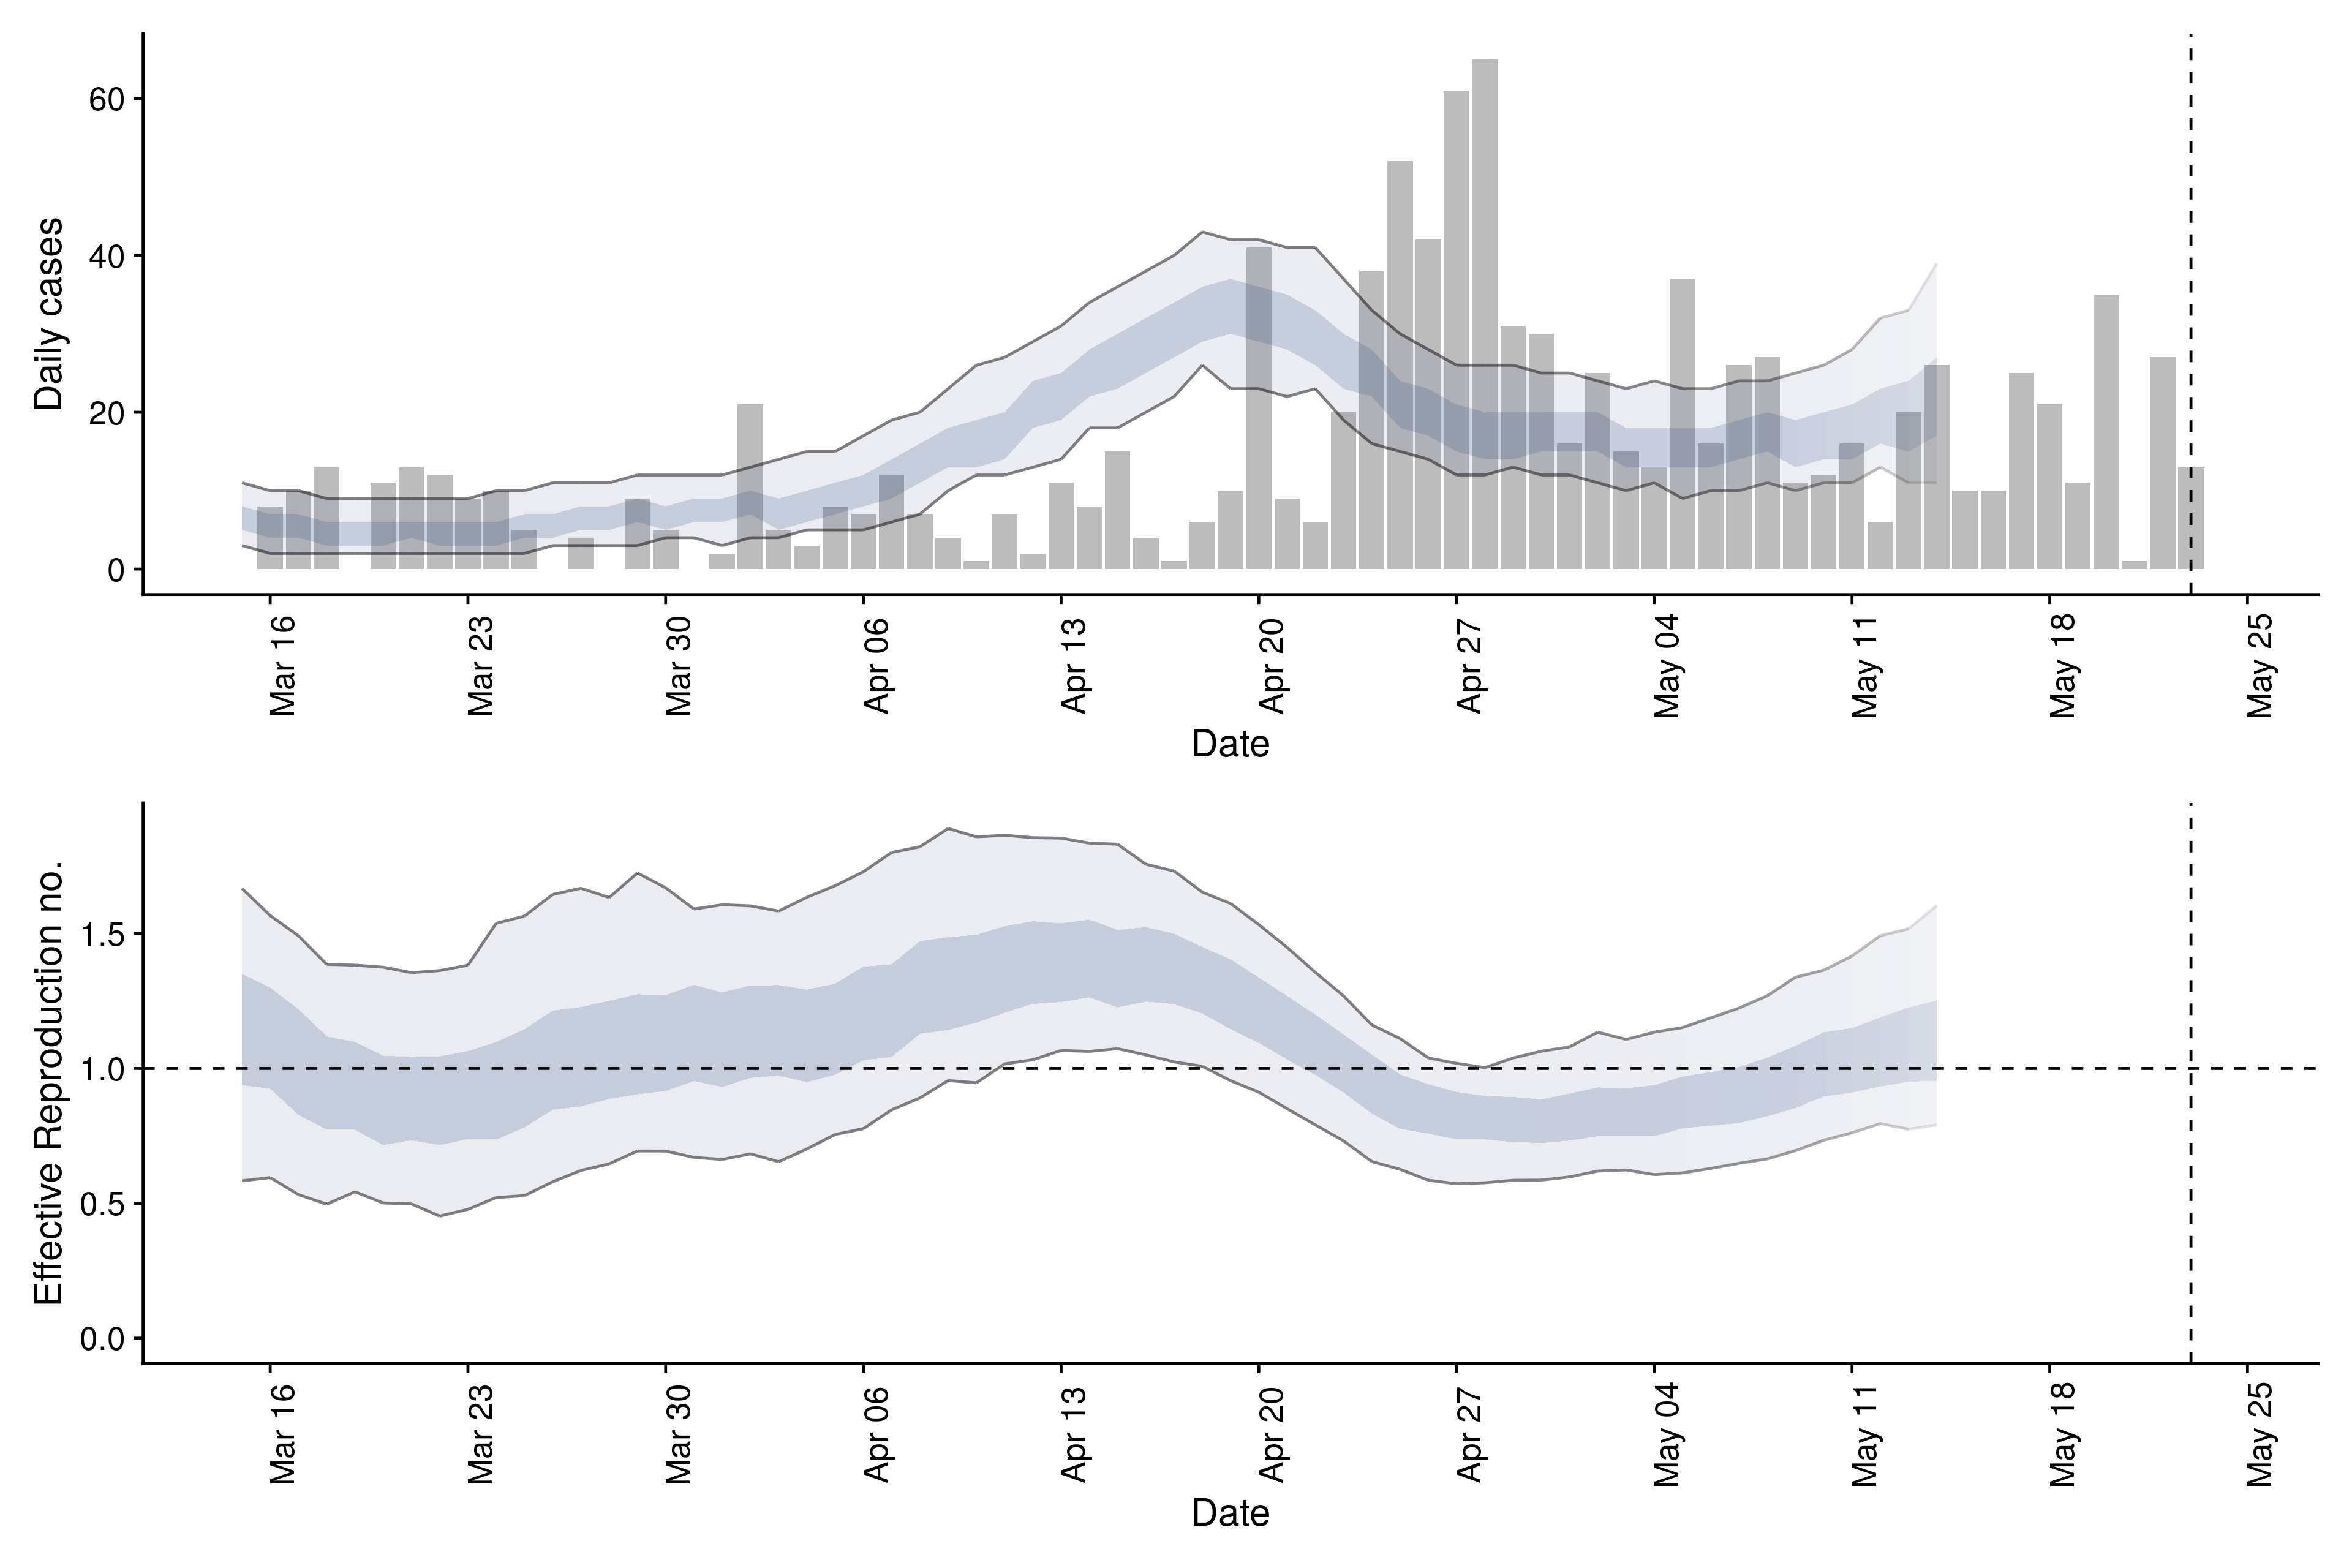 Daily cases
60
40
20
0
Mar 16
Mar 23
Mar 30
Apr 06
Apr 13
Apr 20
Apr 27
May 04
May 11
May 18
May 25
Date
Effective Reproduction no.
1.5
1.0
0.5
0.0
Mar 16
Mar 23
Mar 30
Apr 06
Apr 13
Apr 20
Apr 27
May 04
May 11
May 18
May 25
Date